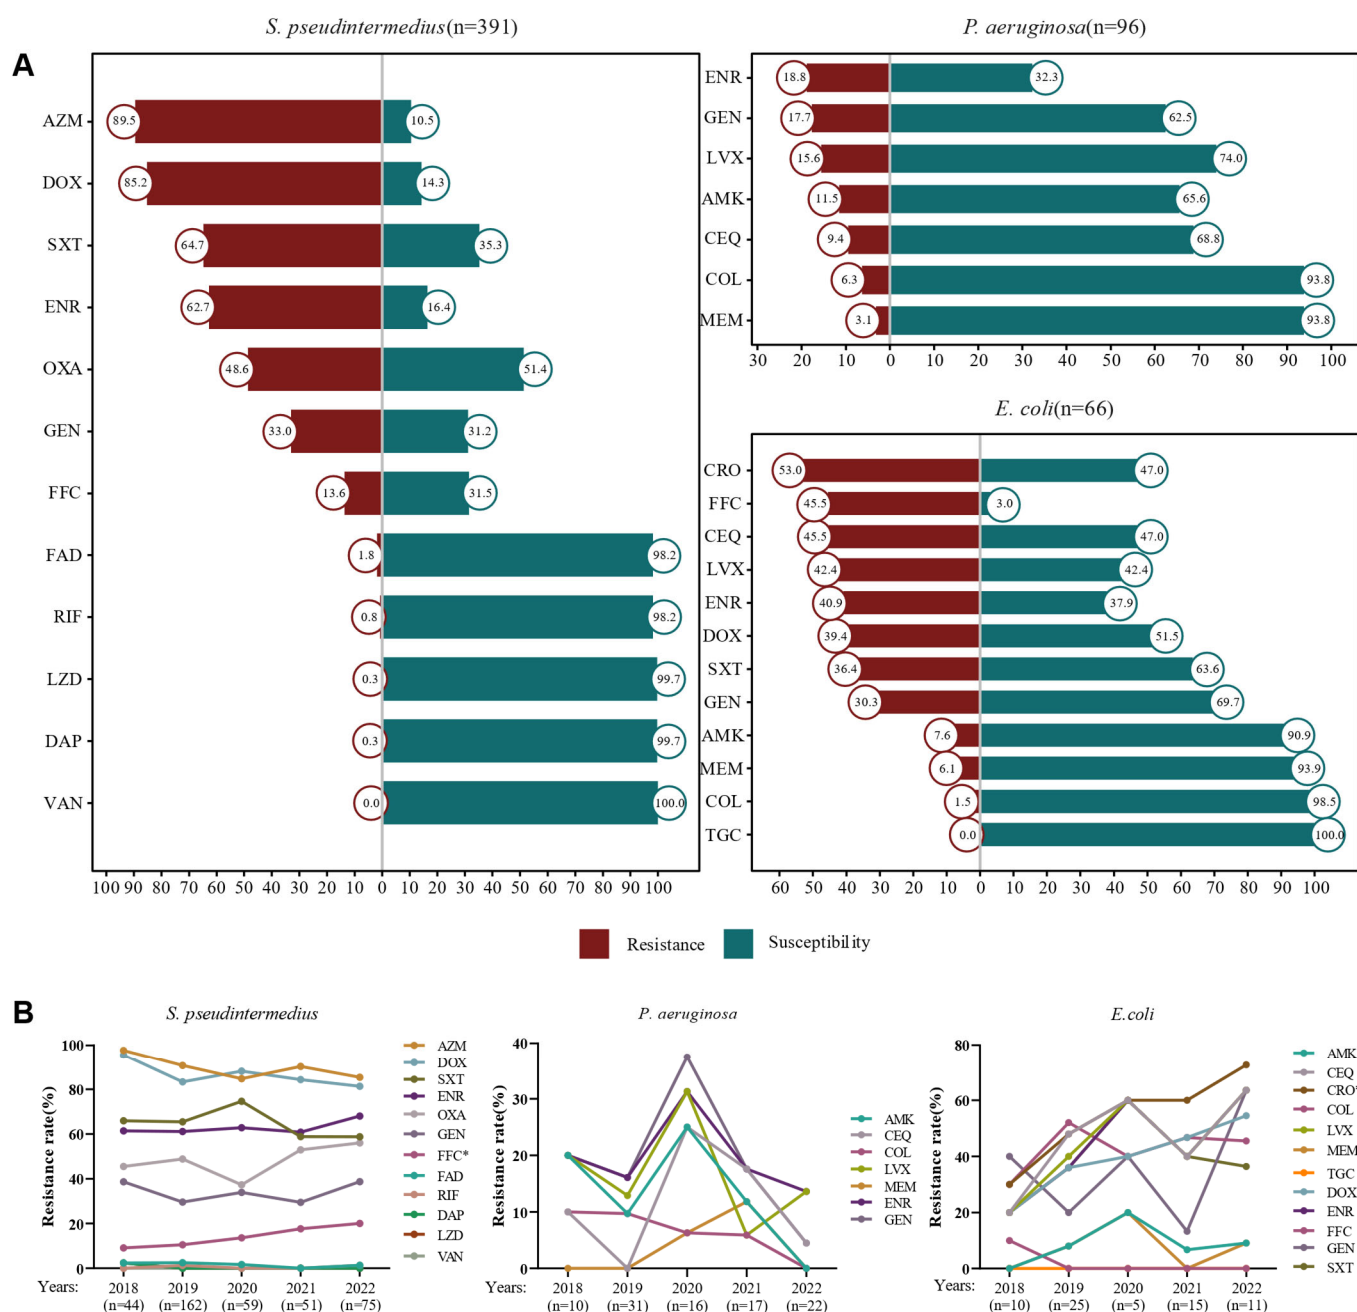 A
S. pseudintermedius(n=391)
AZM 89.5 10.5
DOX 85.2 14.3
SXT 64.7 35.3
ENR 62.7 16.4
OXA 48.6 51.4
GEN 33.0 31.2
FFC 13.6 31.5
FAD 1.8 98.2
RIF 0.8 98.2
LZD 0.3 99.7
DAP 0.3 99.7
VAN 0.0 100.0
100 90 80 70 60 50 40 30 20 10 0 10 20 30 40 50 60 70 80 90 100
P. aeruginosa(n=96)
ENR 18.8 32.3
GEN 17.7 62.5
LVX 15.6 74.0
AMK 11.5 65.6
CEQ 9.4 68.8
COL 6.3 93.8
MEM 3.1 93.8
30 20 10 0 10 20 30 40 50 60 70 80 90 100
E. coli(n=66)
CRO 53.0 47.0
FFC 45.5 3.0
CEQ 45.5 47.0
LVX 42.4 42.4
ENR 40.9 37.9
DOX 39.4 51.5
SXT 36.4 63.6
GEN 30.3 69.7
AMK 7.6 90.9
MEM 6.1 93.9
COL 1.5 98.5
TGC 0.0 100.0
60 50 40 30 20 10 0 10 20 30 40 50 60 70 80 90 100
Resistance Susceptibility
B
S. pseudintermedius
Resistance rate(%)
100
80
60
40
20
0
Years: 2018 2019 2020 2021 2022
(n=44) (n=162) (n=59) (n=51) (n=75)
AZM
DOX
SXT
ENR
OXA
GEN
FFC*
FAD
RIF
DAP
LZD
VAN
P. aeruginosa
Resistance rate(%)
40
30
20
10
0
Years: 2018 2019 2020 2021 2022
(n=10) (n=31) (n=16) (n=17) (n=22)
AMK
CEQ
COL
LVX
MEM
ENR
GEN
E.coli
Resistance rate(%)
80
60
40
20
0
Years: 2018 2019 2020 2021 2022
(n=10) (n=25) (n=5) (n=15) (n=11)
AMK
CEQ
CRO*
COL
LVX
MEM
TGC
DOX
ENR
FFC
GEN
SXT